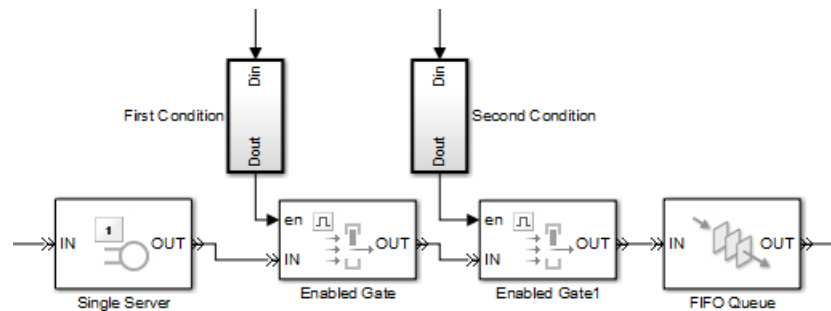 Din
Din
First Condition
Second Condition
Dout
Dout
en
en
IN
1
OUT
IN
OUT
IN
OUT
IN
OUT
Single Server
Enabled Gate
Enabled Gate1
FIFO Queue